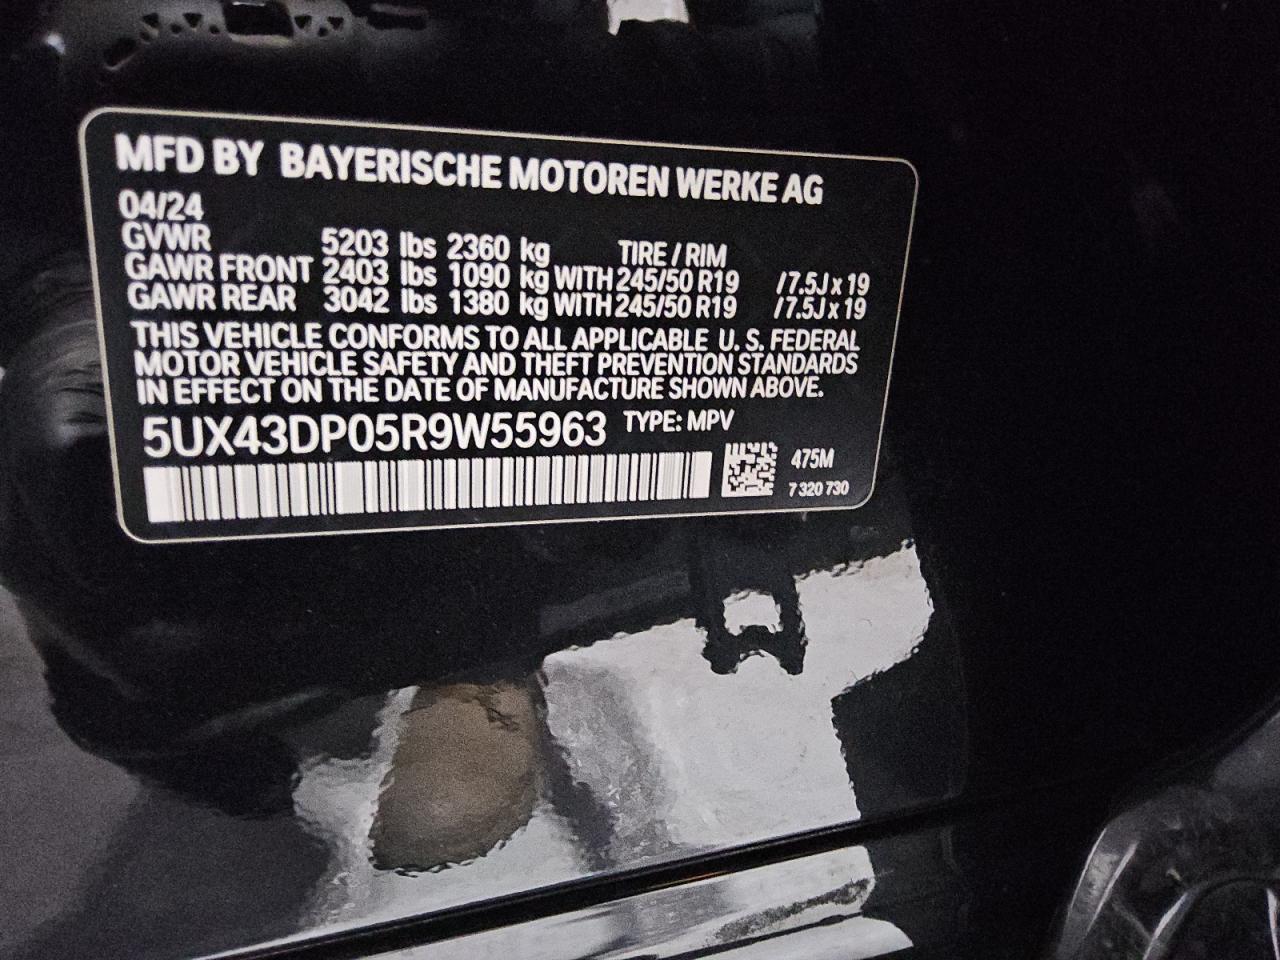 MFD BY BAYERISCHE MOTOREN WERKE AG
04/24
GVWR 5203 lbs 2360 kg TIRE / RIM
GAWR FRONT 2403 lbs 1090 kg WITH 245/50 R19 /7.5J x 19
GAWR REAR 3042 lbs 1380 kg WITH 245/50 R19 /7.5J x 19
THIS VEHICLE CONFORMS TO ALL APPLICABLE U. S. FEDERAL
MOTOR VEHICLE SAFETY AND THEFT PREVENTION STANDARDS
IN EFFECT ON THE DATE OF MANUFACTURE SHOWN ABOVE.
5UX43DP05R9W55963 TYPE: MPV
475M
7 320 730